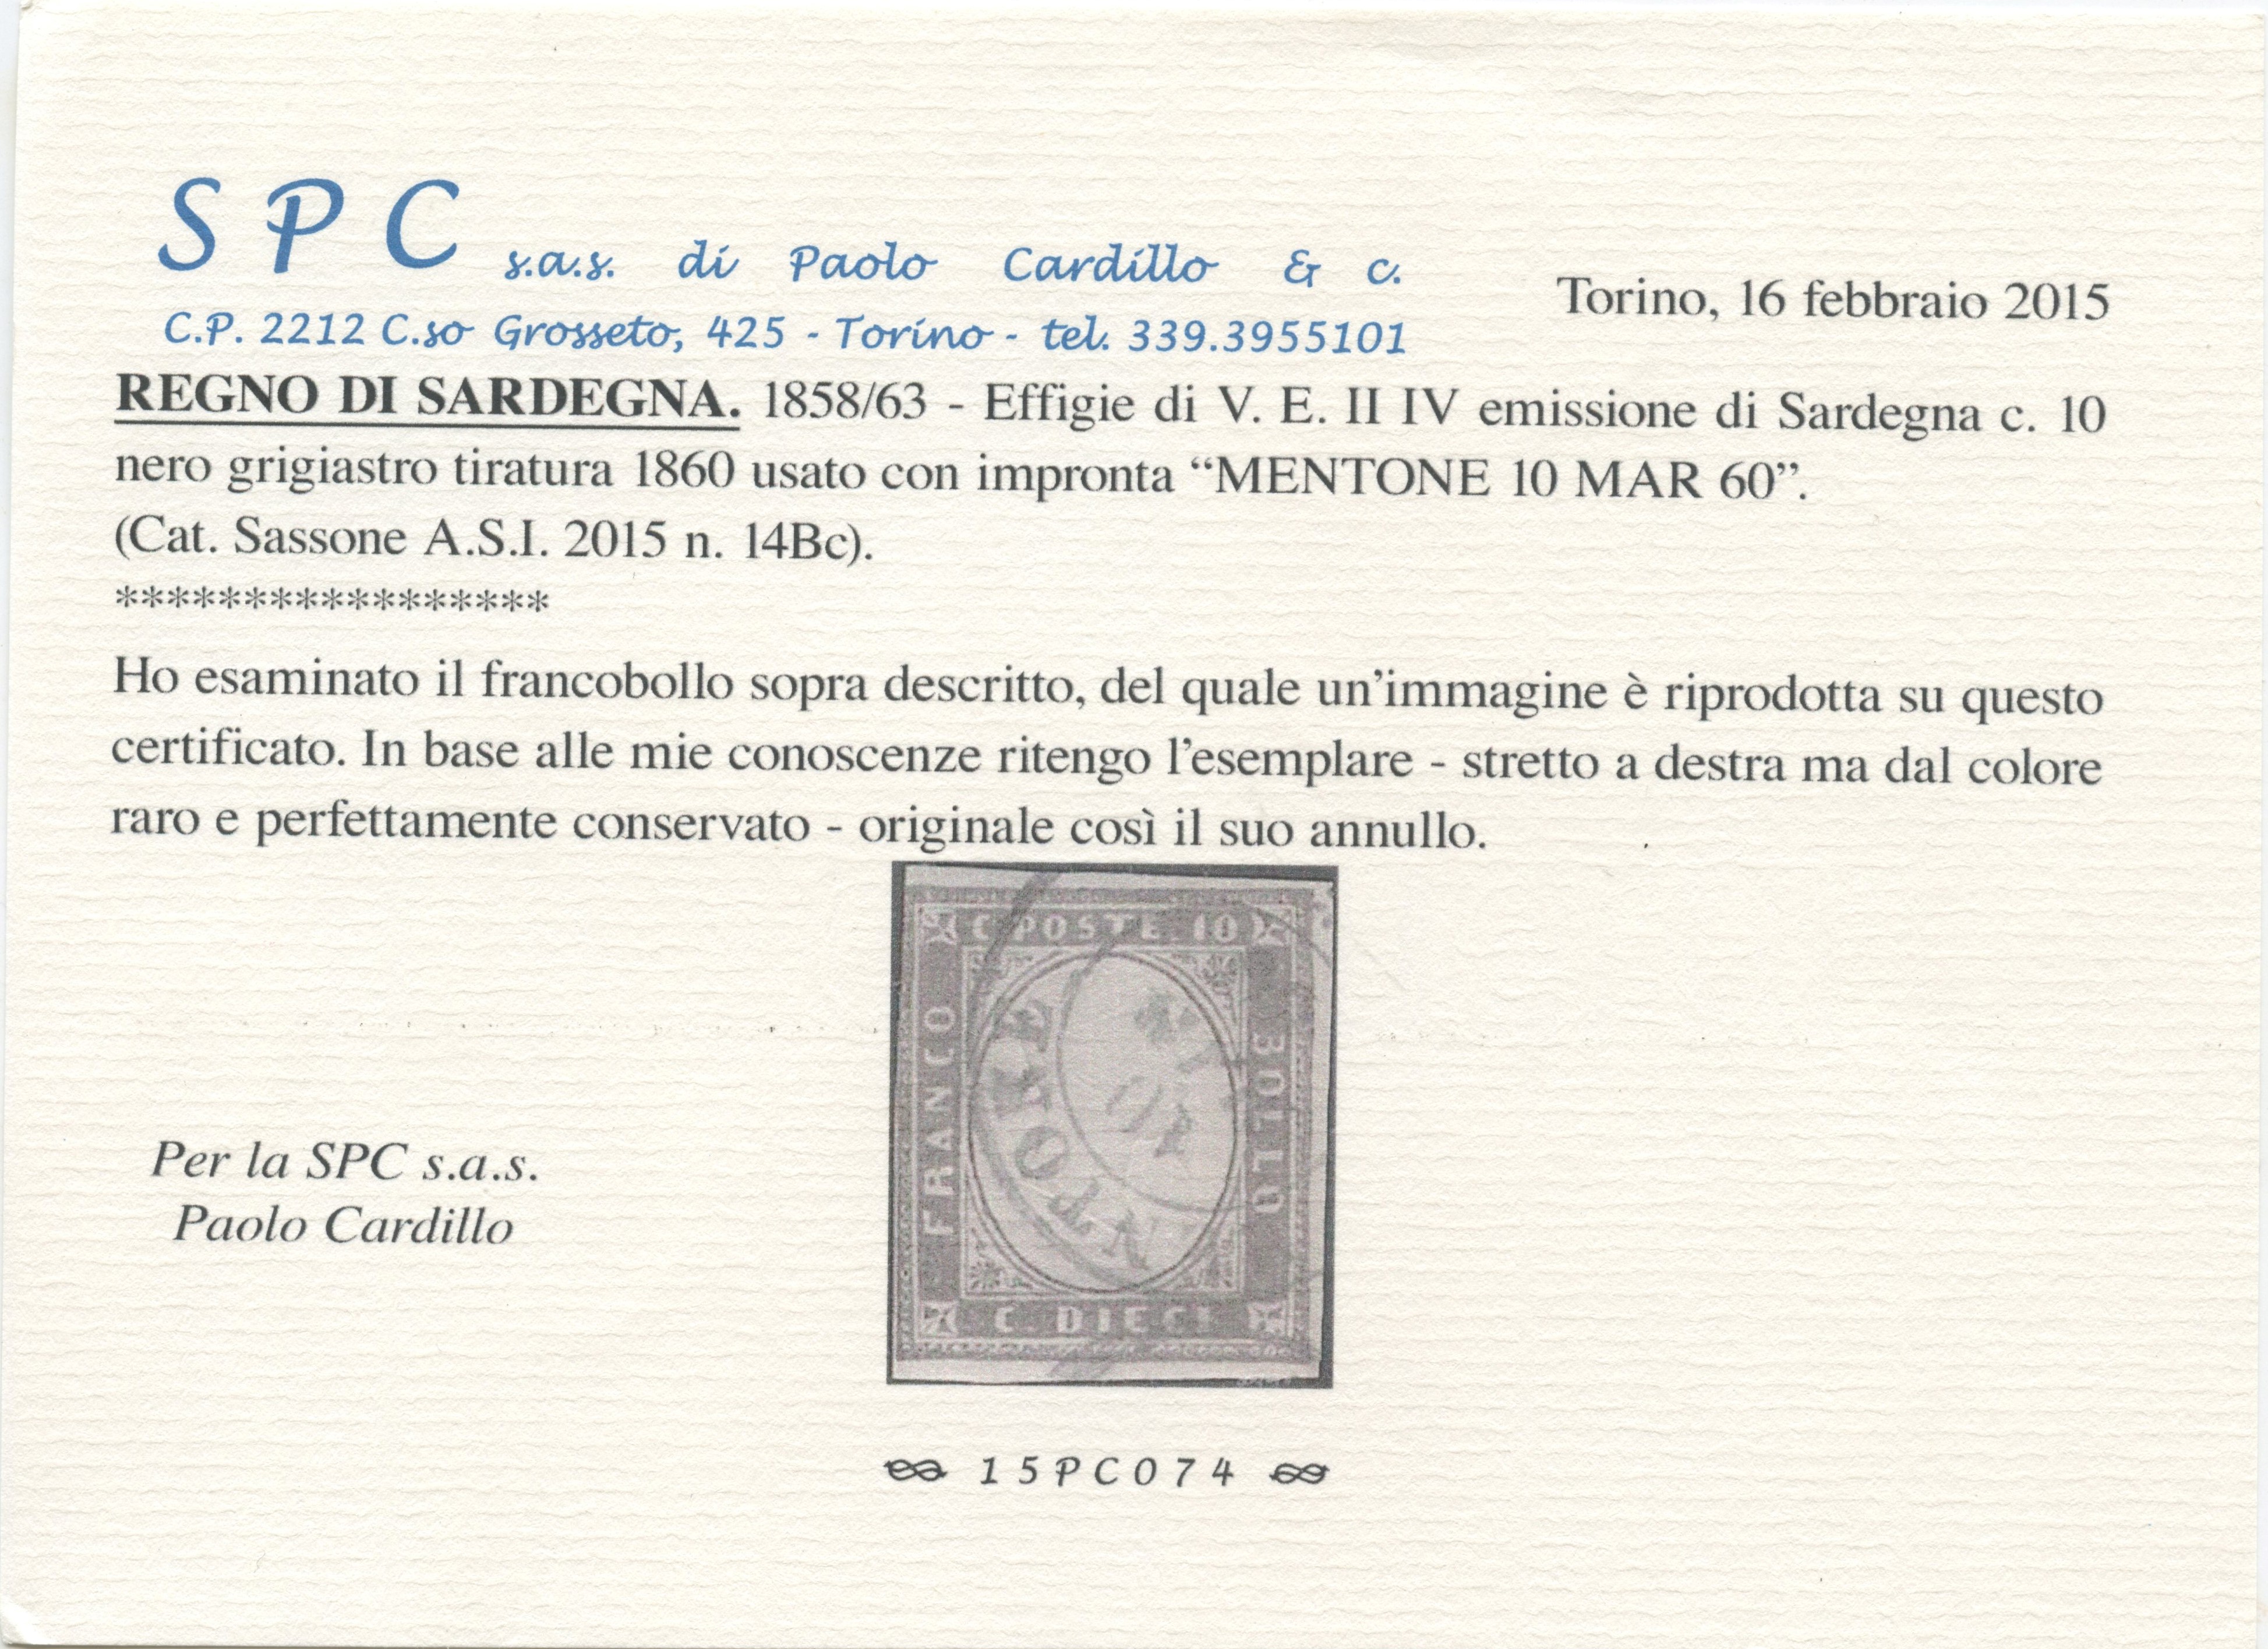 S P C s.a.s. di Paolo Cardillo & c.
C.P. 2212 C.so Grosseto, 425 - Torino - tel. 339.3955101
Torino, 16 febbraio 2015
REGNO DI SARDEGNA. 1858/63 - Effigie di V. E. II IV emissione di Sardegna c. 10
nero grigiastro tiratura 1860 usato con impronta “MENTONE 10 MAR 60”.
(Cat. Sassone A.S.I. 2015 n. 14Bc).
*****************
Ho esaminato il francobollo sopra descritto, del quale un’immagine è riprodotta su questo
certificato. In base alle mie conoscenze ritengo l’esemplare - stretto a destra ma dal colore
raro e perfettamente conservato - originale così il suo annullo.
C. POSTE 10
FRANCO
BOLLO
C. DIECI
NTONE
10
Per la SPC s.a.s.
Paolo Cardillo
15PC074